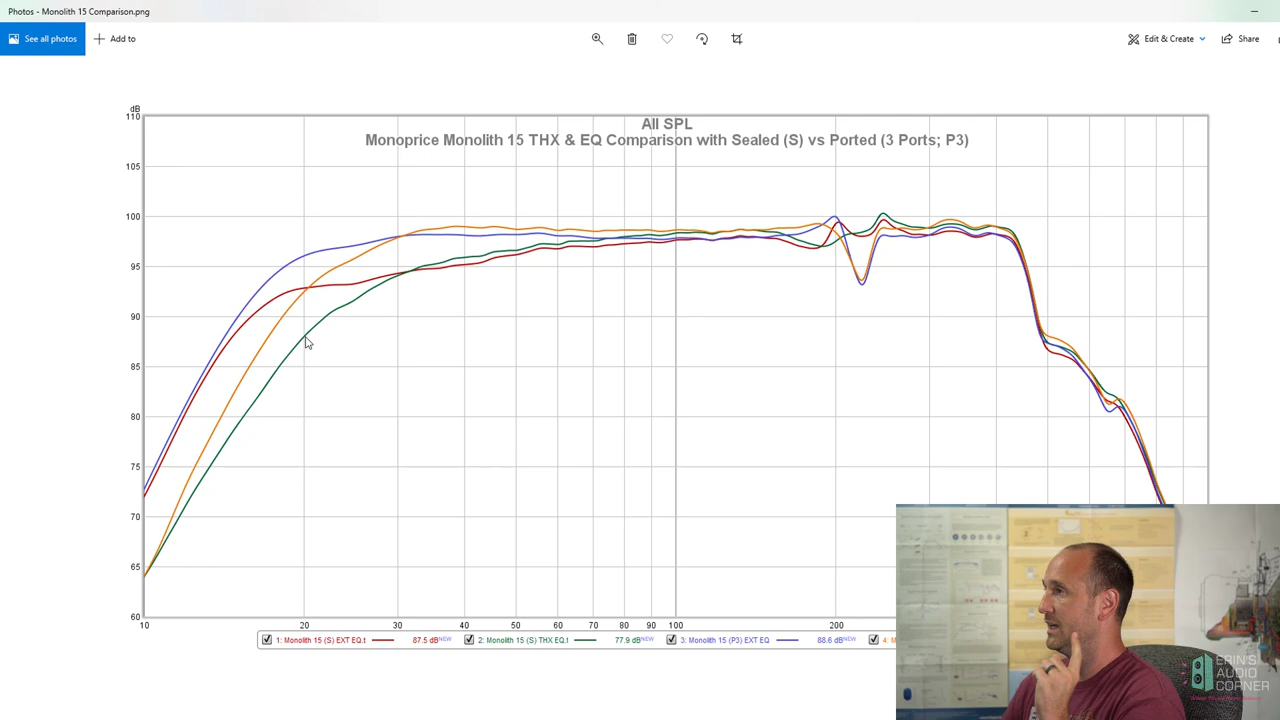 Photos - Monolith 15 Comparison.png
See all photos
Add to
Edit & Create
Share
dB
All SPL
Monoprice Monolith 15 THX & EQ Comparison with Sealed (S) vs Ported (3 Ports; P3)
110
105
100
95
90
85
80
75
70
65
60
10 20 30 40 50 60 70 80 90 100 200
1: Monolith 15 (S) EXT EQ.t 87.5 dBNEW 2: Monolith 15 (S) THX EQ.t 77.9 dBNEW 3: Monolith 15 (P3) EXT EQ 88.6 dBNEW 4: M
ERIN'S
AUDIO
CORNER